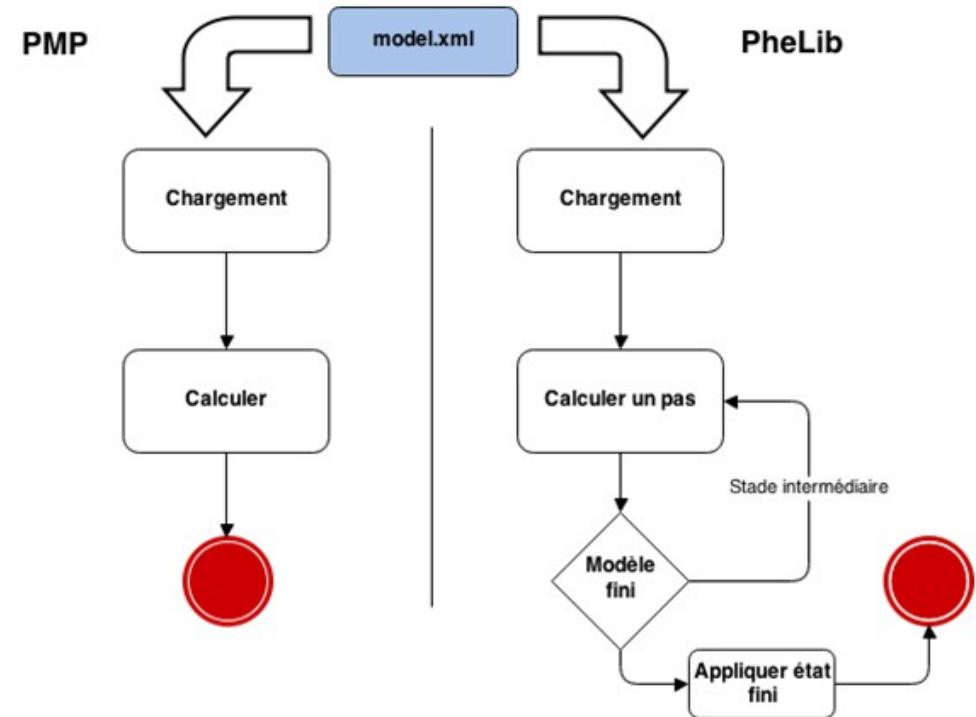 PMP
model.xml
PheLib
Chargement
Chargement
Calculer
Calculer un pas
Stade intermédiaire
Modèle
fini
Appliquer état
fini